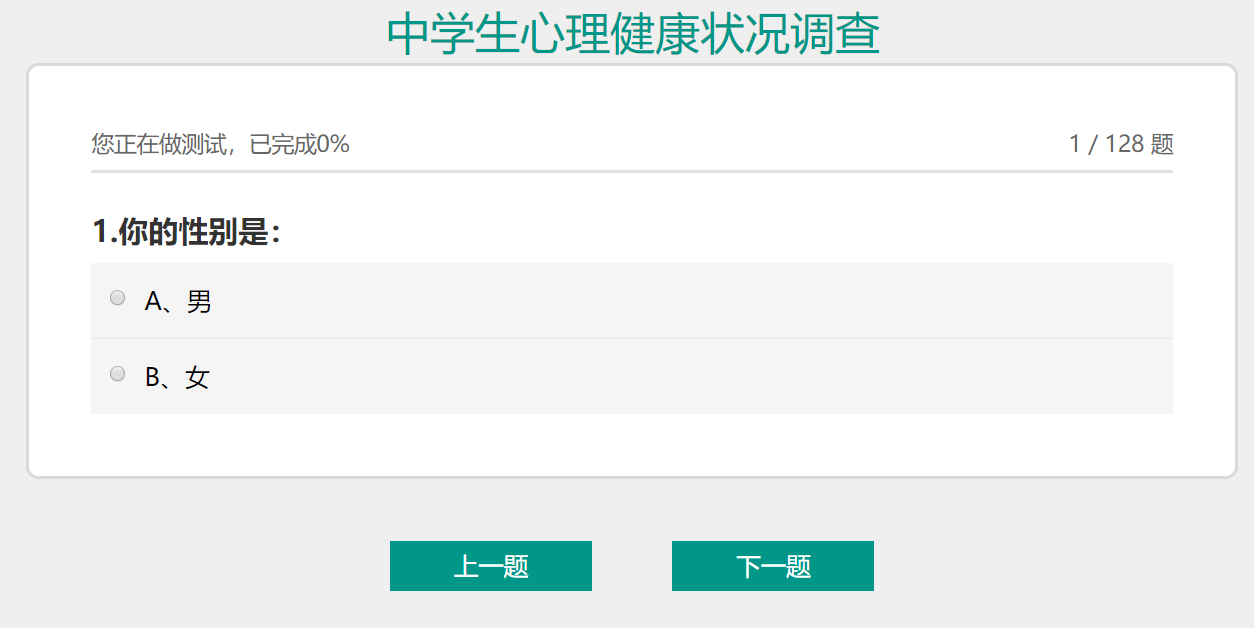 中学生心理健康状况调查
您正在做测试，已完成0%
1 / 128 题
1.你的性别是：
A、男
B、女
上一题
下一题